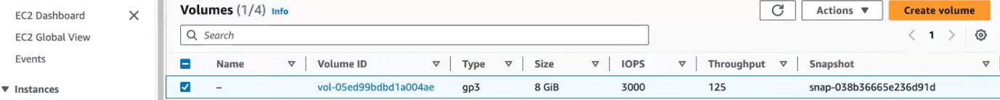 EC2 Dashboard
EC2 Global View
Events
Instances
Volumes (1/4) Info
Actions
Create volume
Search
1
Name Volume ID Type Size IOPS Throughput Snapshot
– vol-05ed99bdbd1a004ae gp3 8 GiB 3000 125 snap-038b36665e236d91d